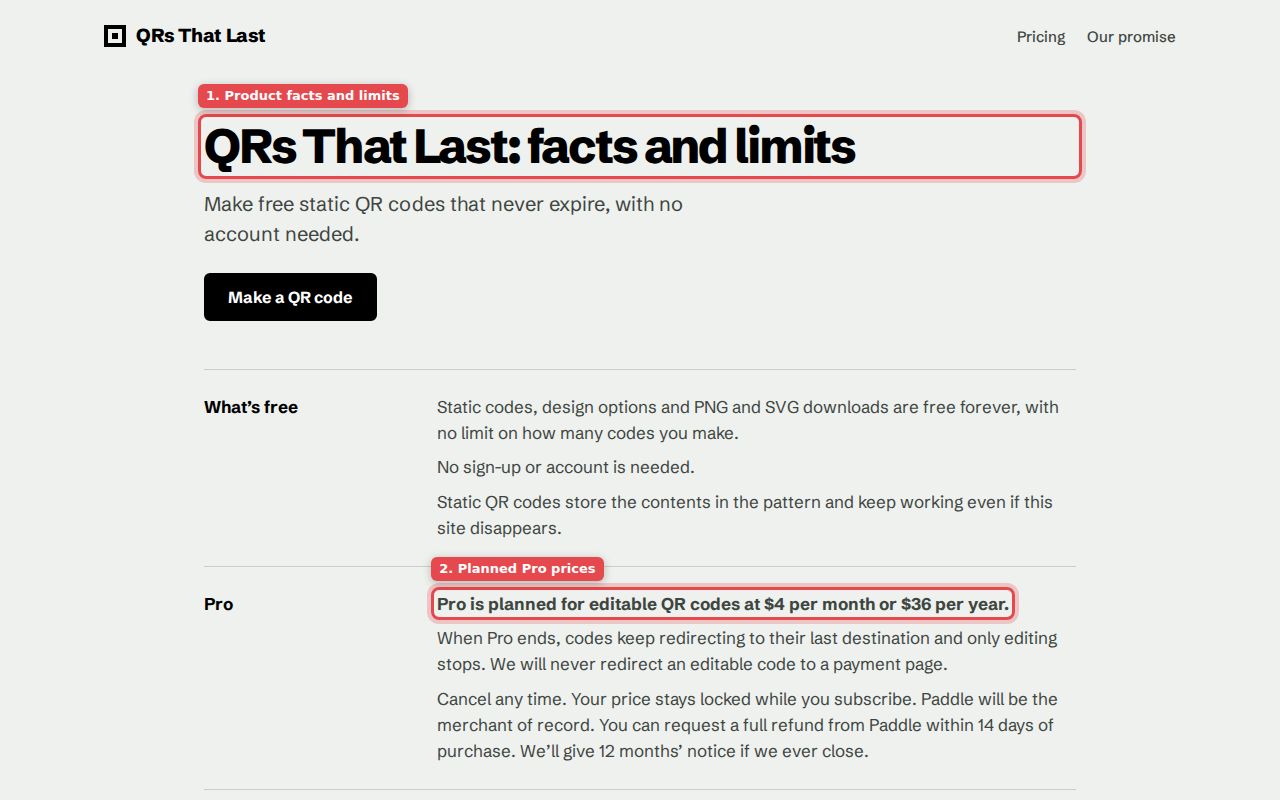 QRs That Last
Pricing
Our promise
1. Product facts and limits
QRs That Last: facts and limits
Make free static QR codes that never expire, with no
account needed.
Make a QR code
What’s free
Static codes, design options and PNG and SVG downloads are free forever, with
no limit on how many codes you make.
No sign-up or account is needed.
Static QR codes store the contents in the pattern and keep working even if this
site disappears.
2. Planned Pro prices
Pro
Pro is planned for editable QR codes at $4 per month or $36 per year.
When Pro ends, codes keep redirecting to their last destination and only editing
stops. We will never redirect an editable code to a payment page.
Cancel any time. Your price stays locked while you subscribe. Paddle will be the
merchant of record. You can request a full refund from Paddle within 14 days of
purchase. We’ll give 12 months’ notice if we ever close.